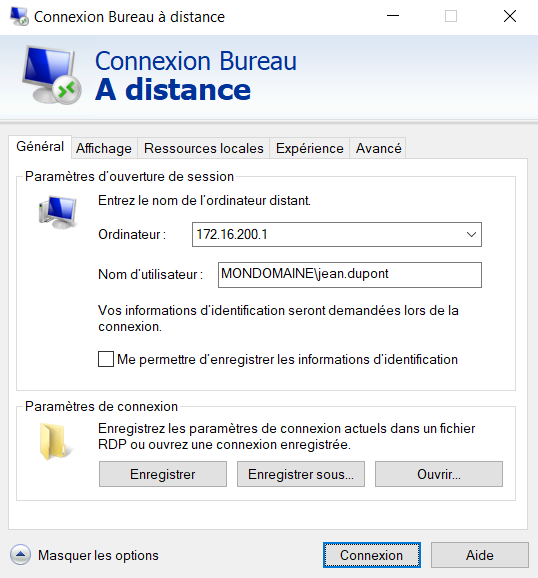 Connexion Bureau à distance
Connexion Bureau
A distance
Général Affichage Ressources locales Expérience Avancé
Paramètres d'ouverture de session
Entrez le nom de l'ordinateur distant.
Ordinateur : 172.16.200.1
Nom d'utilisateur : MONDOMAINE\jean.dupont
Vos informations d'identification seront demandées lors de la
connexion.
Me permettre d'enregistrer les informations d'identification
Paramètres de connexion
Enregistrez les paramètres de connexion actuels dans un fichier
RDP ou ouvrez une connexion enregistrée.
Enregistrer Enregistrer sous... Ouvrir...
Masquer les options Connexion Aide